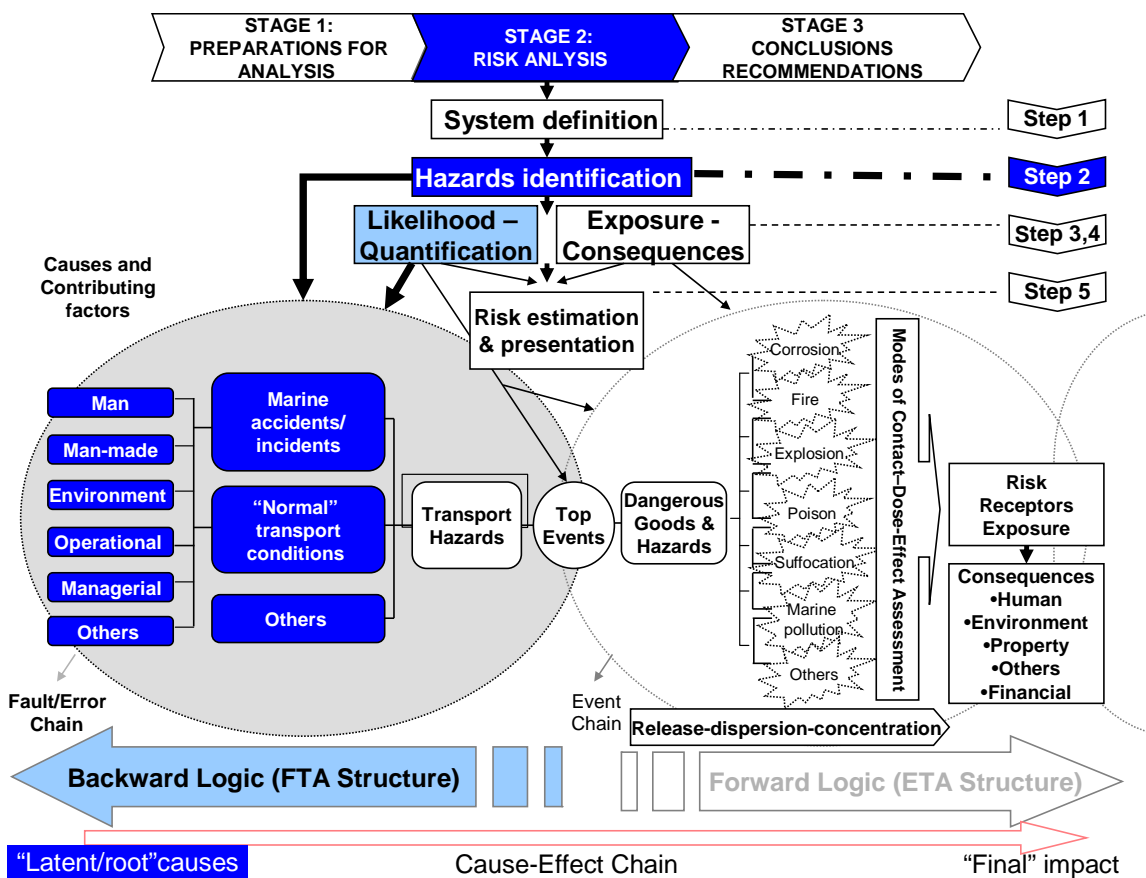 STAGE 1:
PREPARATIONS FOR
ANALYSIS
STAGE 2:
RISK ANLYSIS
STAGE 3
CONCLUSIONS
RECOMMENDATIONS
System definition
Step 1
Hazards identification
Step 2
Likelihood –
Quantification
Exposure -
Consequences
Step 3,4
Step 5
Causes and
Contributing
factors
Risk estimation
& presentation
Man
Man-made
Environment
Operational
Managerial
Others
Marine
accidents/
incidents
“Normal”
transport
conditions
Others
Transport
Hazards
Top
Events
Dangerous
Goods &
Hazards
Corrosion
Fire
Explosion
Poison
Suffocation
Marine
pollution
Others
Modes of Contact–Dose-Effect Assessment
Risk
Receptors
Exposure
Consequences
•Human
•Environment
•Property
•Others
•Financial
Fault/Error
Chain
Event
Chain
Release-dispersion-concentration
Backward Logic (FTA Structure)
Forward Logic (ETA Structure)
“Latent/root”causes
Cause-Effect Chain
“Final” impact